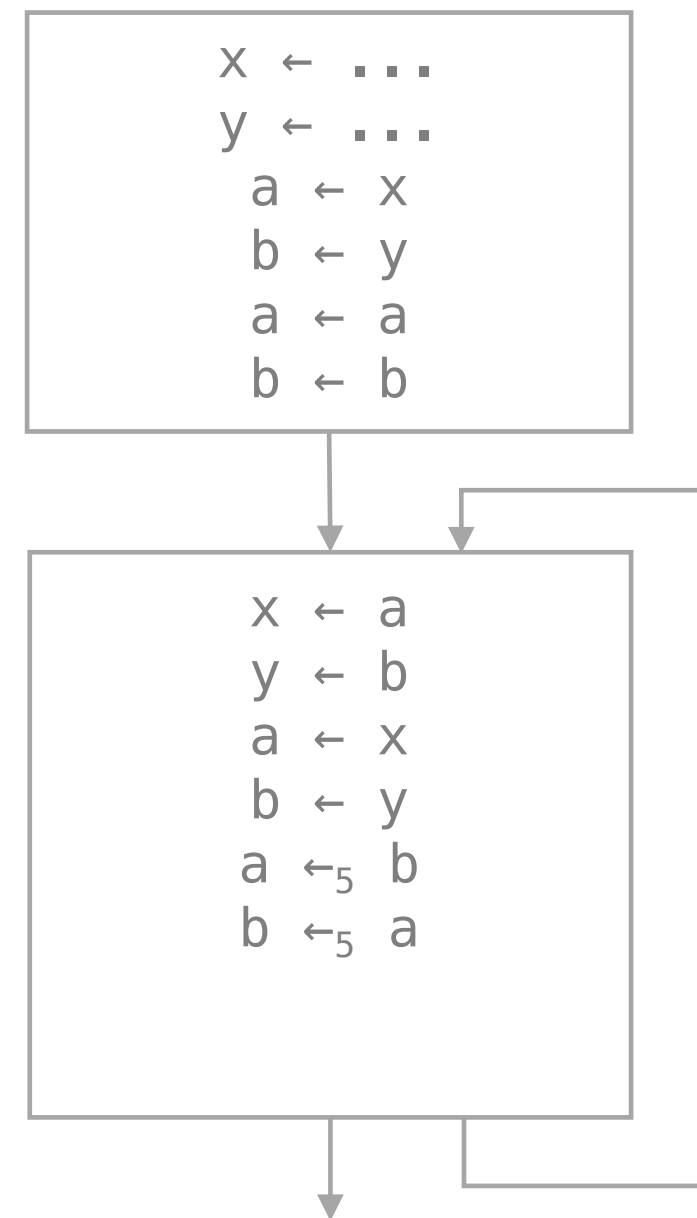 x ← ...
y ← ...
a ← x
b ← y
a ← a
b ← b
x ← a
y ← b
a ← x
b ← y
a ←₅ b
b ←₅ a